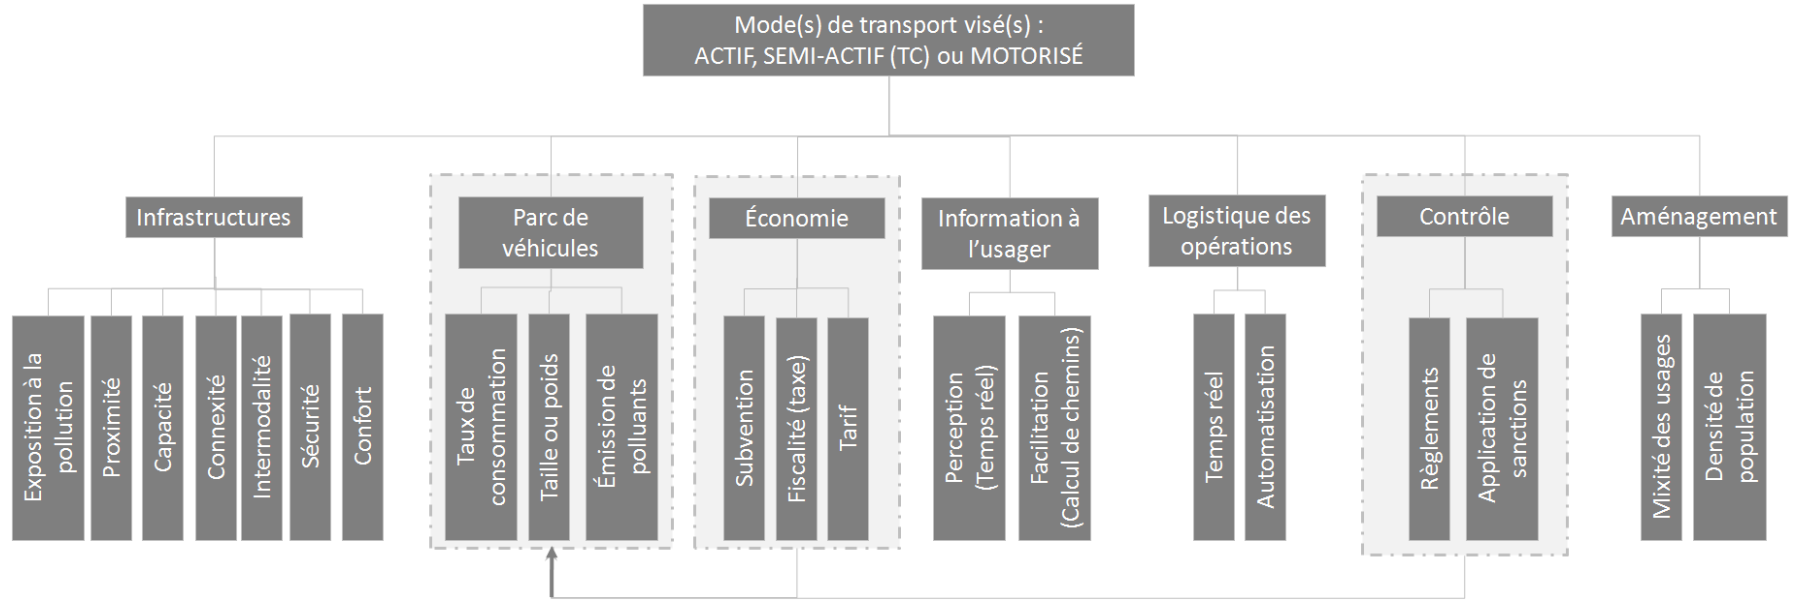 Mode(s) de transport visé(s) :
ACTIF, SEMI-ACTIF (TC) ou MOTORISÉ
Infrastructures
Parc de
véhicules
Économie
Information à
l'usager
Logistique des
opérations
Contrôle
Aménagement
Exposition à la
pollution
Proximité
Capacité
Connexité
Intermodalité
Sécurité
Confort
Taux de
consommation
Taille ou poids
Émission de
polluants
Subvention
Fiscalité (taxe)
Tarif
Perception
(Temps réel)
Facilitation
(Calcul de chemins)
Temps réel
Automatisation
Règlements
Application de
sanctions
Mixité des usages
Densité de
population